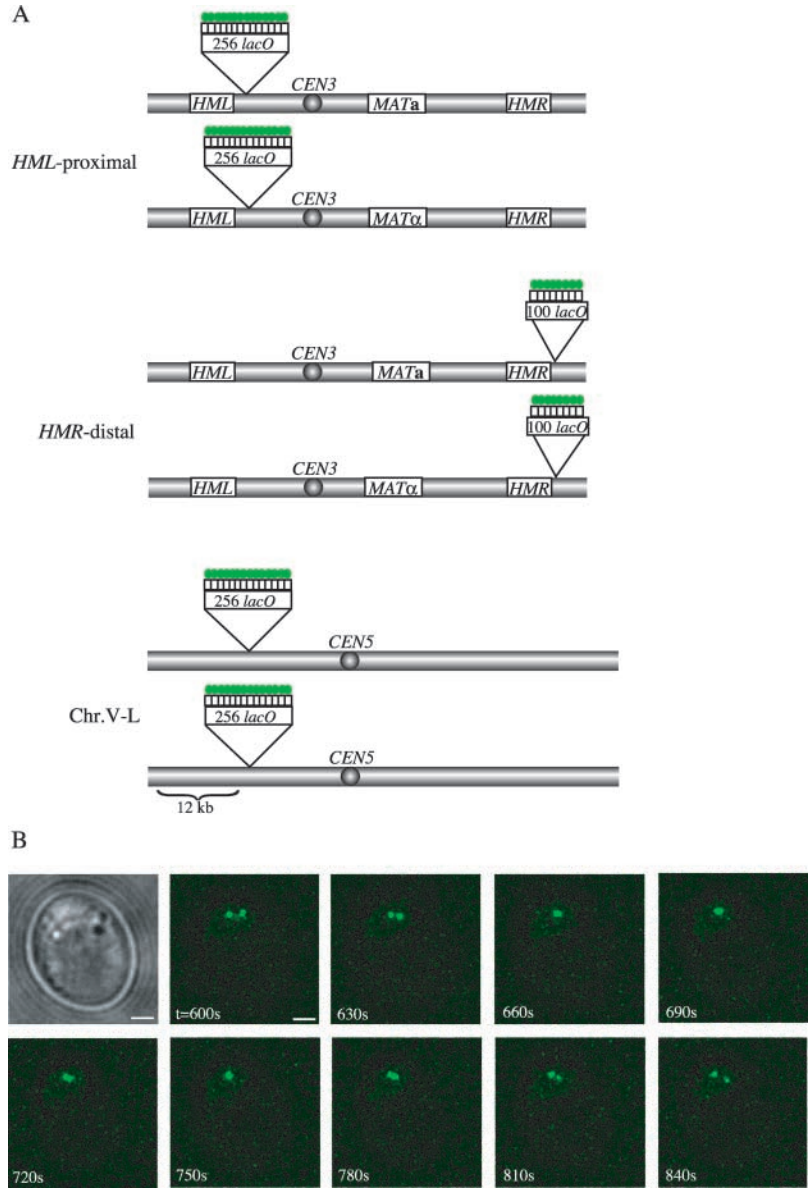 A
256 lacO
CEN3
HML
MATa
HMR
HML-proximal
256 lacO
CEN3
HML
MATα
HMR
100 lacO
CEN3
HML
MATa
HMR
HMR-distal
100 lacO
CEN3
HML
MATα
HMR
256 lacO
CEN5
Chr.V-L
256 lacO
CEN5
12 kb
B
t=600s
630s
660s
690s
720s
750s
780s
810s
840s